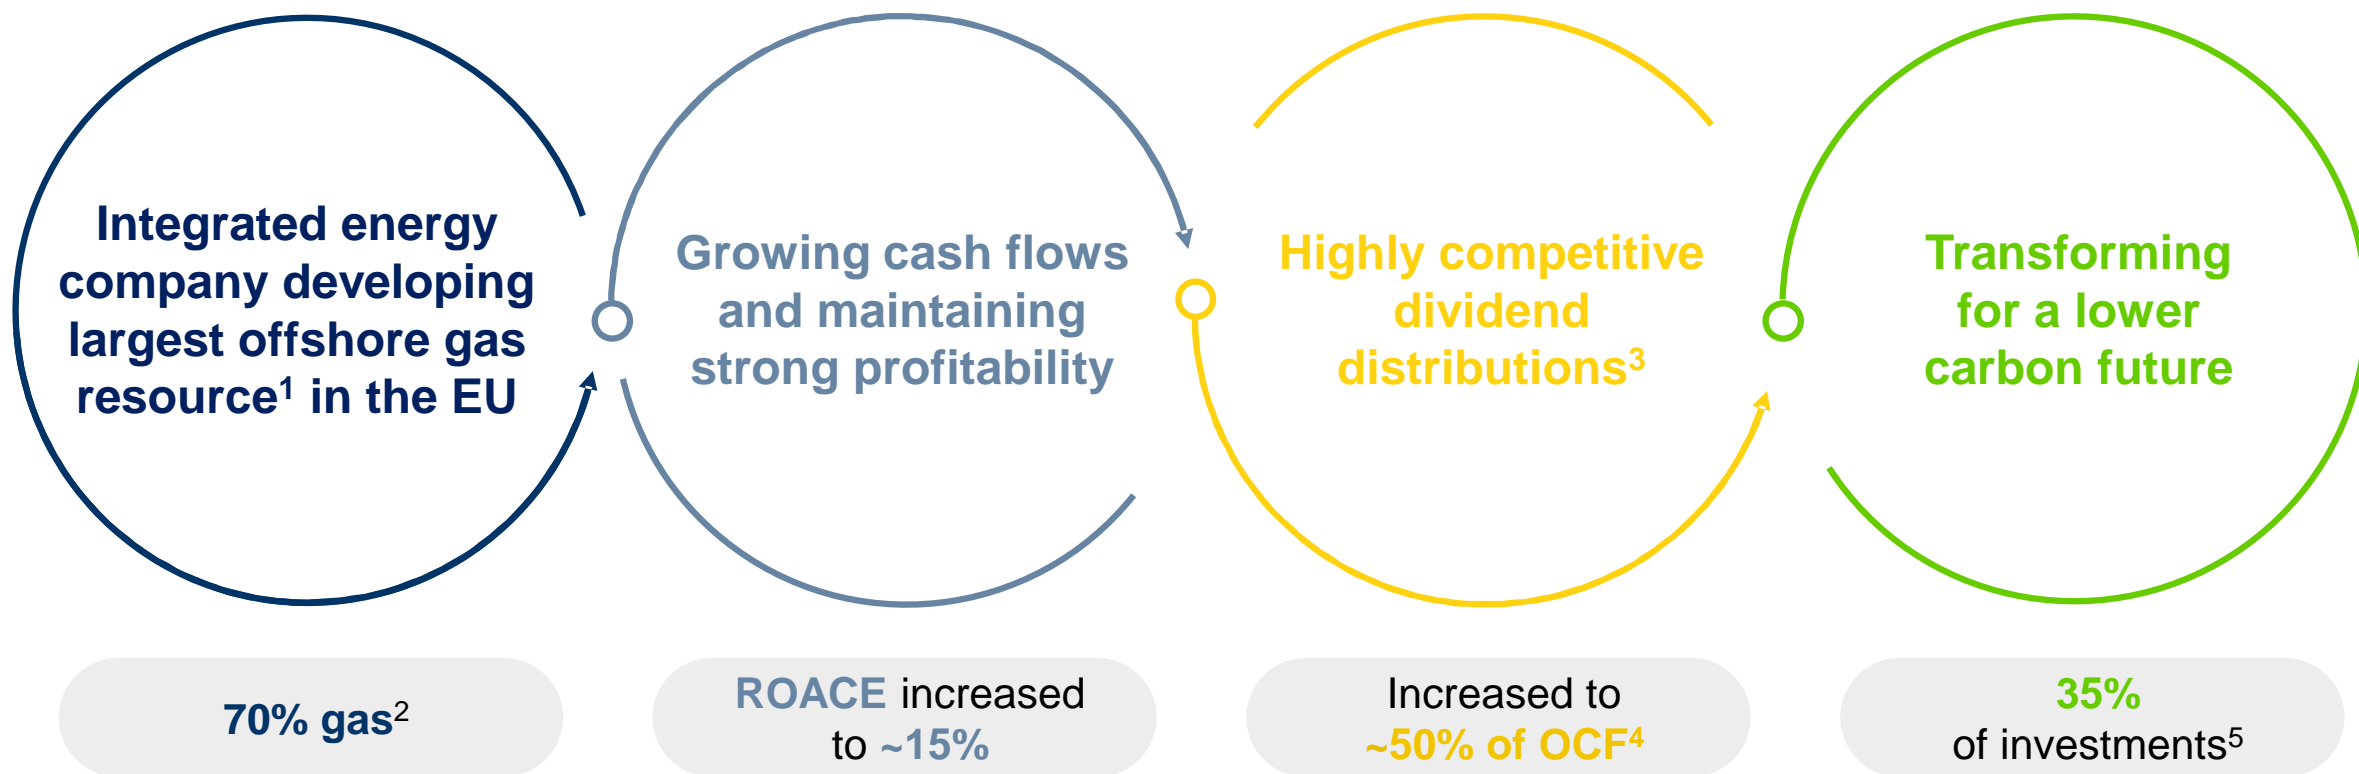 Integrated energy
company developing
largest offshore gas
resource¹ in the EU
Growing cash flows
and maintaining
strong profitability
Highly competitive
dividend
distributions³
Transforming
for a lower
carbon future
70% gas²
ROACE increased
to ~15%
Increased to
~50% of OCF⁴
35%
of investments⁵